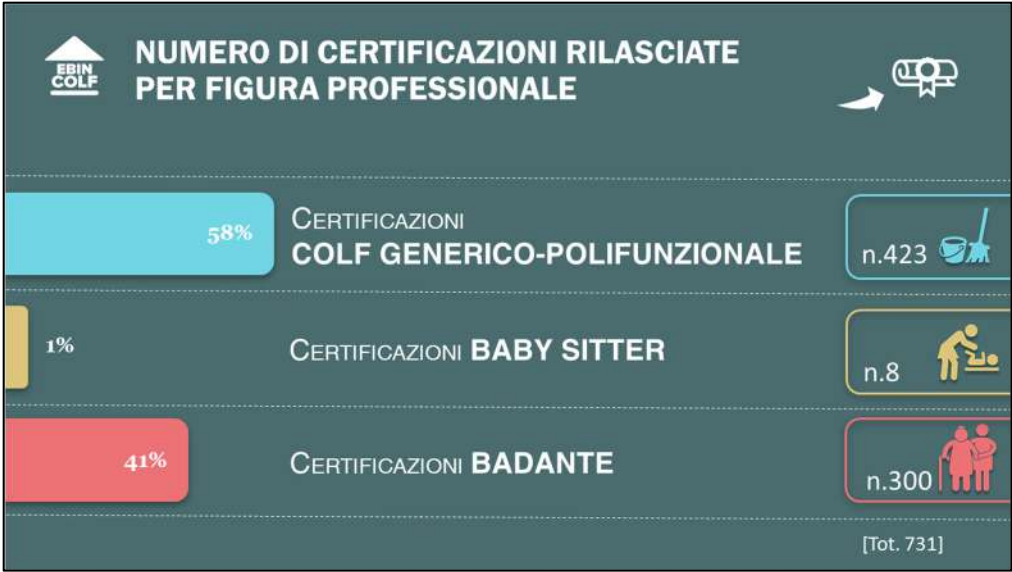 EBIN
COLF
NUMERO DI CERTIFICAZIONI RILASCIATE
PER FIGURA PROFESSIONALE
58%
CERTIFICAZIONI
COLF GENERICO-POLIFUNZIONALE
n.423
1%
CERTIFICAZIONI BABY SITTER
n.8
41%
CERTIFICAZIONI BADANTE
n.300
[Tot. 731]